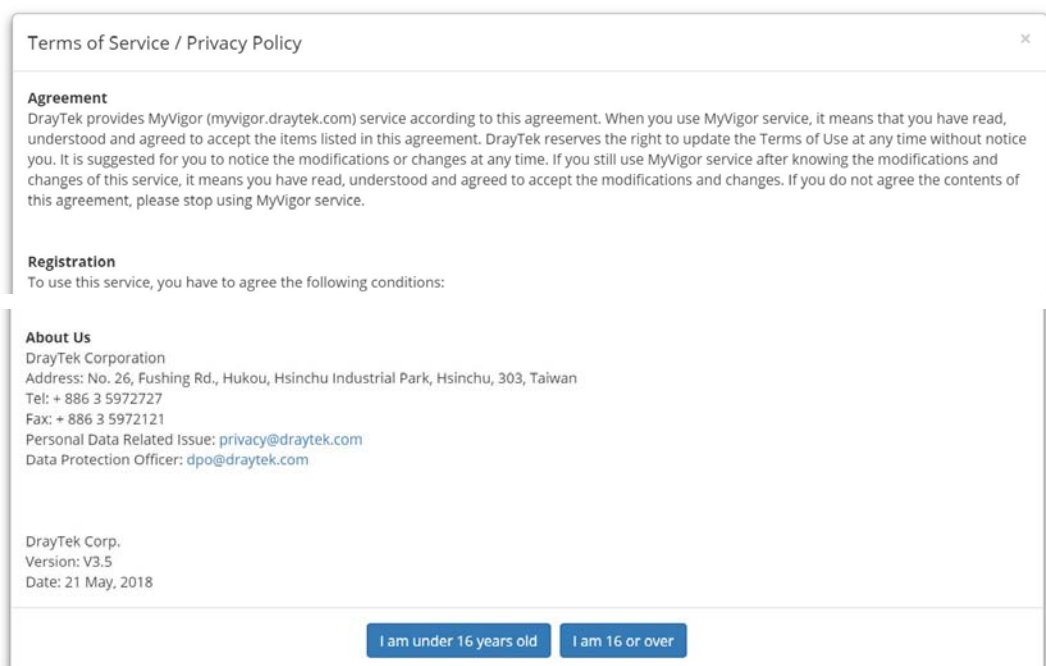 Terms of Service / Privacy Policy
×
Agreement
DrayTek provides MyVigor (myvigor.draytek.com) service according to this agreement. When you use MyVigor service, it means that you have read,
understood and agreed to accept the items listed in this agreement. DrayTek reserves the right to update the Terms of Use at any time without notice
you. It is suggested for you to notice the modifications or changes at any time. If you still use MyVigor service after knowing the modifications and
changes of this service, it means you have read, understood and agreed to accept the modifications and changes. If you do not agree the contents of
this agreement, please stop using MyVigor service.
Registration
To use this service, you have to agree the following conditions:
About Us
DrayTek Corporation
Address: No. 26, Fushing Rd., Hukou, Hsinchu Industrial Park, Hsinchu, 303, Taiwan
Tel: + 886 3 5972727
Fax: + 886 3 5972121
Personal Data Related Issue: privacy@draytek.com
Data Protection Officer: dpo@draytek.com
DrayTek Corp.
Version: V3.5
Date: 21 May, 2018
I am under 16 years old
I am 16 or over